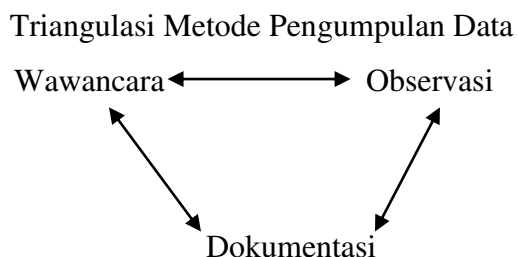 Triangulasi Metode Pengumpulan Data
Wawancara Observasi
Dokumentasi